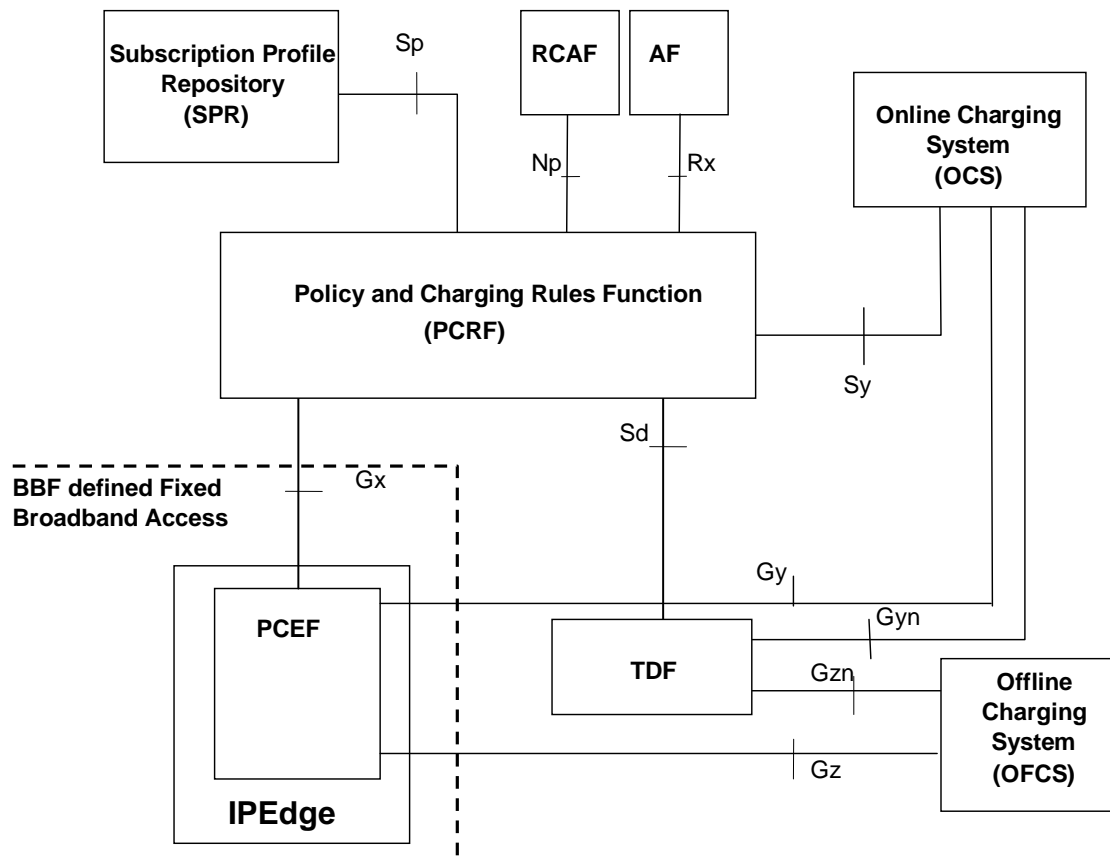 Subscription Profile
Repository
(SPR)
Sp
RCAF
AF
Online Charging
System
(OCS)
Np
Rx
Policy and Charging Rules Function
(PCRF)
Sy
Sd
Gx
BBF defined Fixed
Broadband Access
Gy
PCEF
Gyn
TDF
Gzn
Offline
Charging
System
(OFCS)
Gz
IPEdge